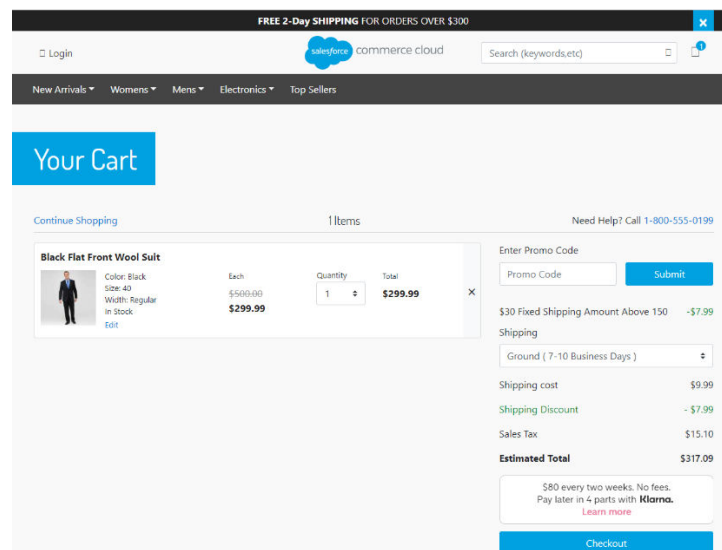 FREE 2-Day SHIPPING FOR ORDERS OVER $300
Login
salesforce commerce cloud
Search (keywords,etc)
1
New Arrivals Womens Mens Electronics Top Sellers
Your Cart
Continue Shopping
1 Items
Need Help? Call 1-800-555-0199
Black Flat Front Wool Suit
Color: Black
Size: 40
Width: Regular
In Stock
Edit
Each
$500.00
$299.99
Quantity
1
Total
$299.99
Enter Promo Code
Promo Code
Submit
$30 Fixed Shipping Amount Above 150 -$7.99
Shipping
Ground ( 7-10 Business Days )
Shipping cost $9.99
Shipping Discount - $7.99
Sales Tax $15.10
Estimated Total $317.09
$80 every two weeks. No fees.
Pay later in 4 parts with Klarna.
Learn more
Checkout